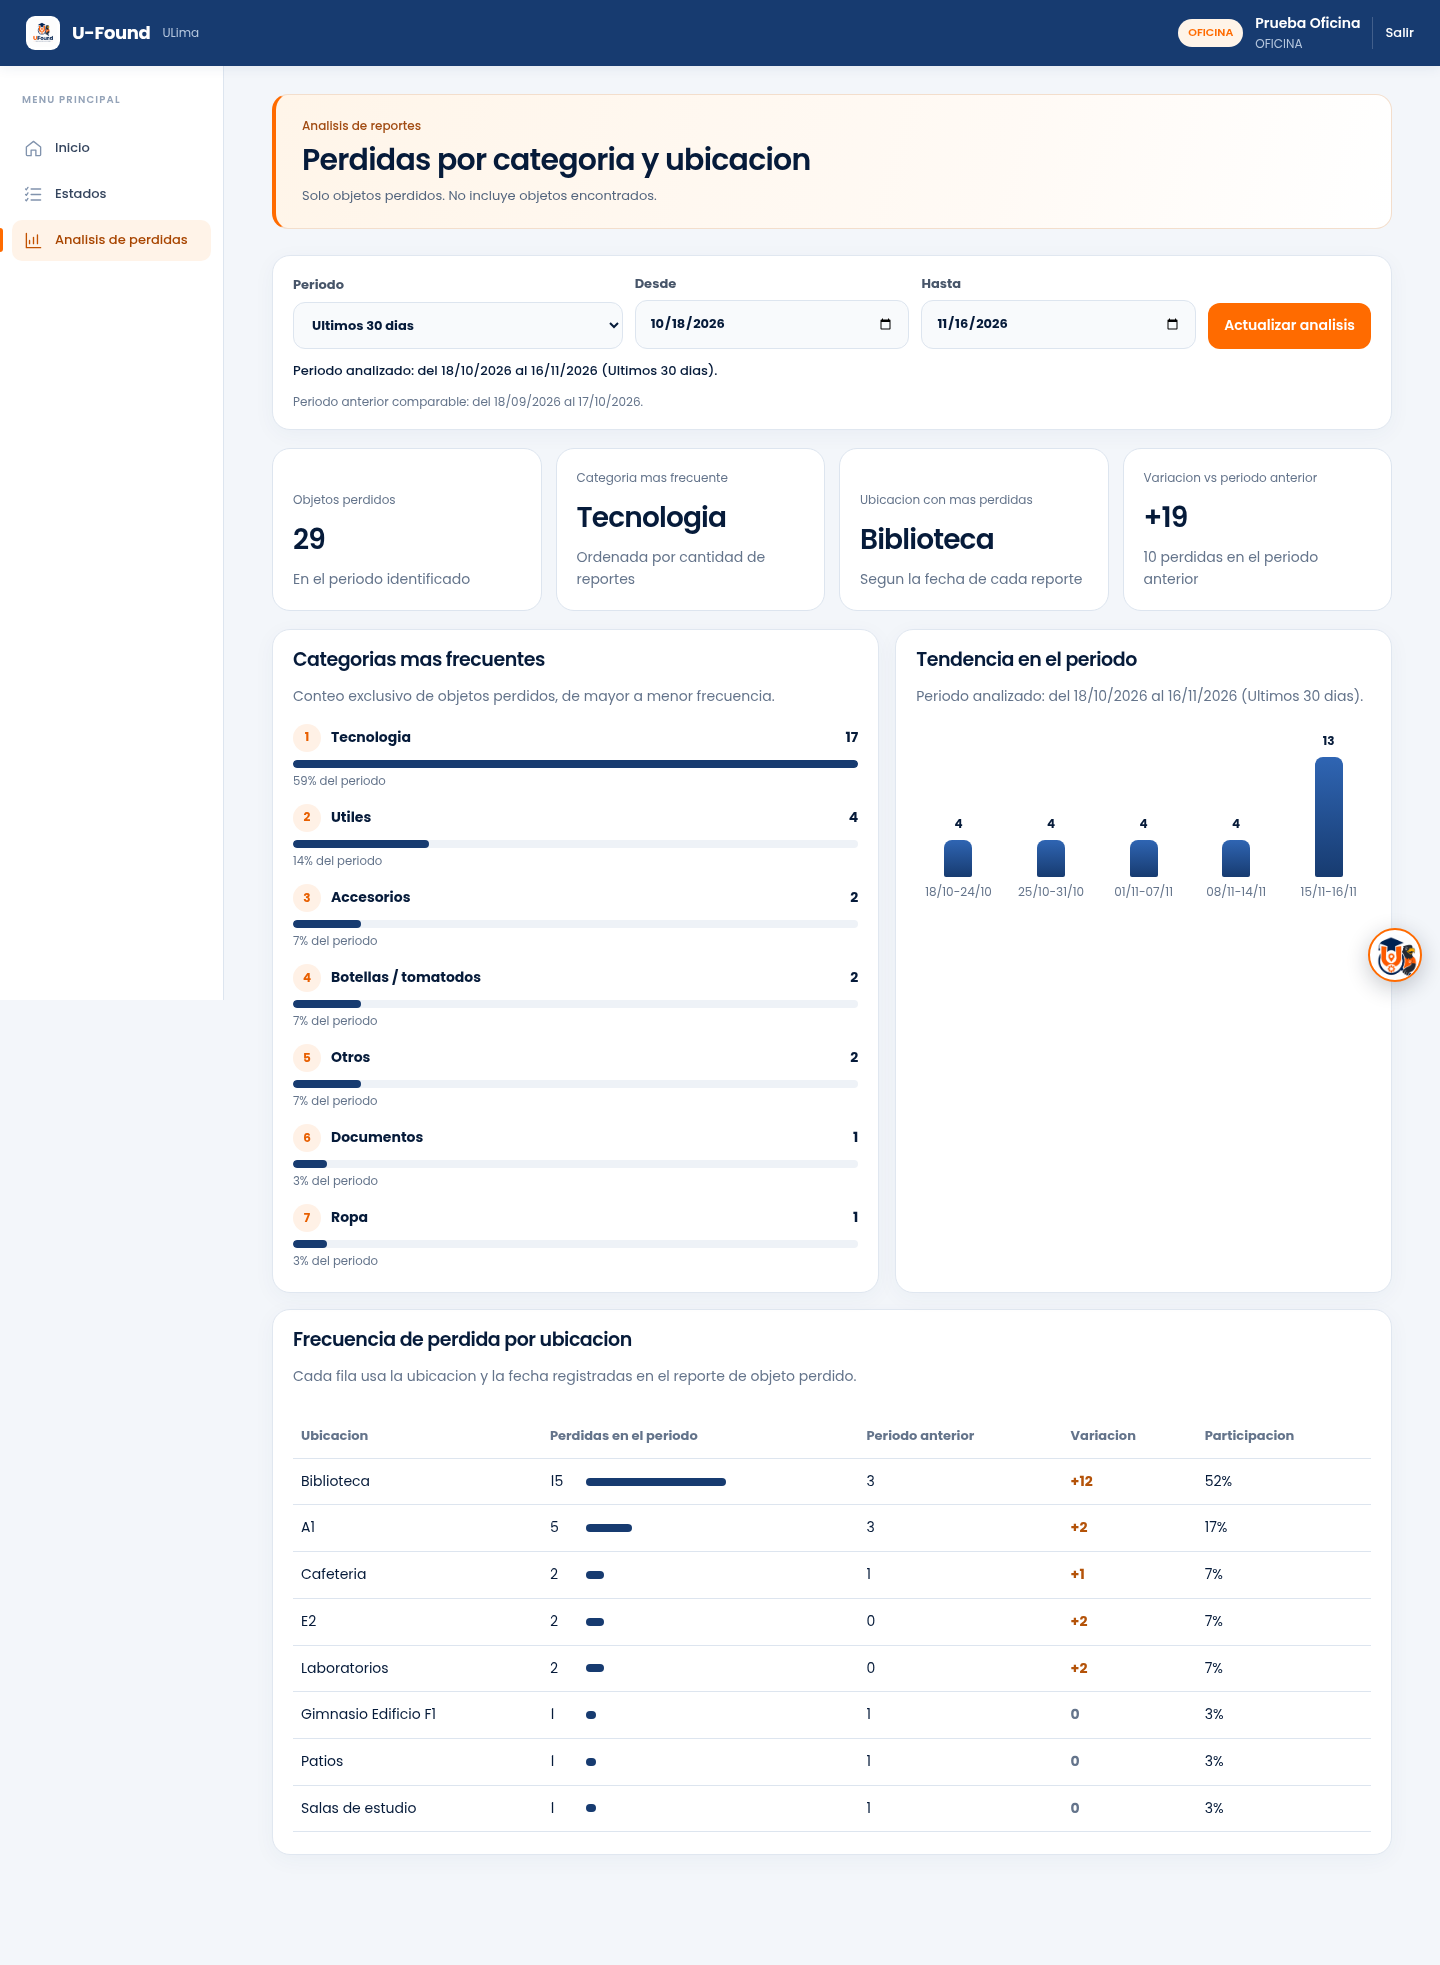 U-Found ULima
OFICINA
Prueba Oficina
OFICINA
Salir
MENU PRINCIPAL
Inicio
Estados
Analisis de perdidas
Analisis de reportes
Perdidas por categoria y ubicacion
Solo objetos perdidos. No incluye objetos encontrados.
Periodo
Ultimos 30 dias
Desde
10/18/2026
Hasta
11/16/2026
Actualizar analisis
Periodo analizado: del 18/10/2026 al 16/11/2026 (Ultimos 30 dias).
Periodo anterior comparable: del 18/09/2026 al 17/10/2026.
Objetos perdidos
29
En el periodo identificado
Categoria mas frecuente
Tecnologia
Ordenada por cantidad de
reportes
Ubicacion con mas perdidas
Biblioteca
Segun la fecha de cada reporte
Variacion vs periodo anterior
+19
10 perdidas en el periodo
anterior
Categorias mas frecuentes
Conteo exclusivo de objetos perdidos, de mayor a menor frecuencia.
1 Tecnologia 17
59% del periodo
2 Utiles 4
14% del periodo
3 Accesorios 2
7% del periodo
4 Botellas / tomatodos 2
7% del periodo
5 Otros 2
7% del periodo
6 Documentos 1
3% del periodo
7 Ropa 1
3% del periodo
Tendencia en el periodo
Periodo analizado: del 18/10/2026 al 16/11/2026 (Ultimos 30 dias).
4 4 4 4 13
18/10-24/10 25/10-31/10 01/11-07/11 08/11-14/11 15/11-16/11
Frecuencia de perdida por ubicacion
Cada fila usa la ubicacion y la fecha registradas en el reporte de objeto perdido.
Ubicacion Perdidas en el periodo Periodo anterior Variacion Participacion
Biblioteca 15 3 +12 52%
A1 5 3 +2 17%
Cafeteria 2 1 +1 7%
E2 2 0 +2 7%
Laboratorios 2 0 +2 7%
Gimnasio Edificio F1 1 1 0 3%
Patios 1 1 0 3%
Salas de estudio 1 1 0 3%